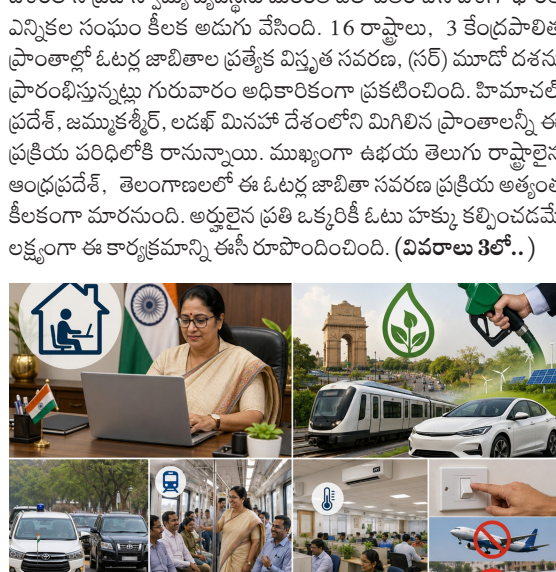 ఎన్నికల సంఘం కీలక అడుగు వేసింది. 16 రాష్ట్రాలు, 3 కేంద్రపాలిత
ప్రాంతాల్లో ఓటర్ల జాబితాల ప్రత్యేక విస్తృత సవరణ, (సర్) మూడో దశను
ప్రారంభిస్తున్నట్లు గురువారం అధికారికంగా ప్రకటించింది. హిమాచల్
ప్రదేశ్, జమ్ముకశ్మీర్, లడఖ్ మినహా దేశంలోని మిగిలిన ప్రాంతాలన్నీ ఈ
ప్రక్రియ పరిధిలోకి రానున్నాయి. ముఖ్యంగా ఉభయ తెలుగు రాష్ట్రాలైన
ఆంధ్రప్రదేశ్, తెలంగాణలలో ఈ ఓటర్ల జాబితా సవరణ ప్రక్రియ అత్యంత
కీలకంగా మారనుంది. అర్హులైన ప్రతి ఒక్కరికీ ఓటు హక్కు కల్పించడమే
లక్ష్యంగా ఈ కార్యక్రమాన్ని ఈసీ రూపొందించింది. (వివరాలు 3లో..)